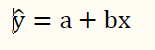 ŷ = a + bx